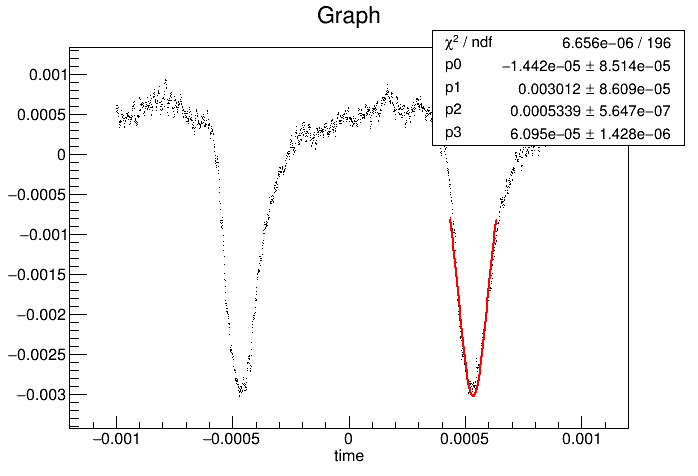 Graph
χ² / ndf 6.656e−06 / 196
p0 −1.442e−05 ± 8.514e−05
p1 0.003012 ± 8.609e−05
p2 0.0005339 ± 5.647e−07
p3 6.095e−05 ± 1.428e−06
0.001
0.0005
0
−0.0005
−0.001
−0.0015
−0.002
−0.0025
−0.003
−0.001 −0.0005 0 0.0005 0.001
time